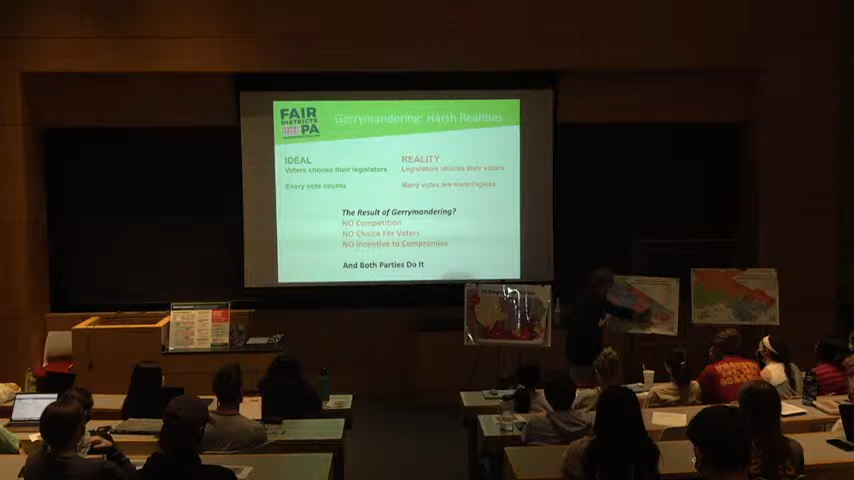 FAIR
DISTRICTS
PA
Gerrymandering: Harsh Realities
IDEAL
Voters choose their legislators
Every vote counts
REALITY
Legislators choose their voters
Many votes are meaningless
The Result of Gerrymandering?
NO Competition
NO Choice For Voters
NO Incentive to Compromise
And Both Parties Do It